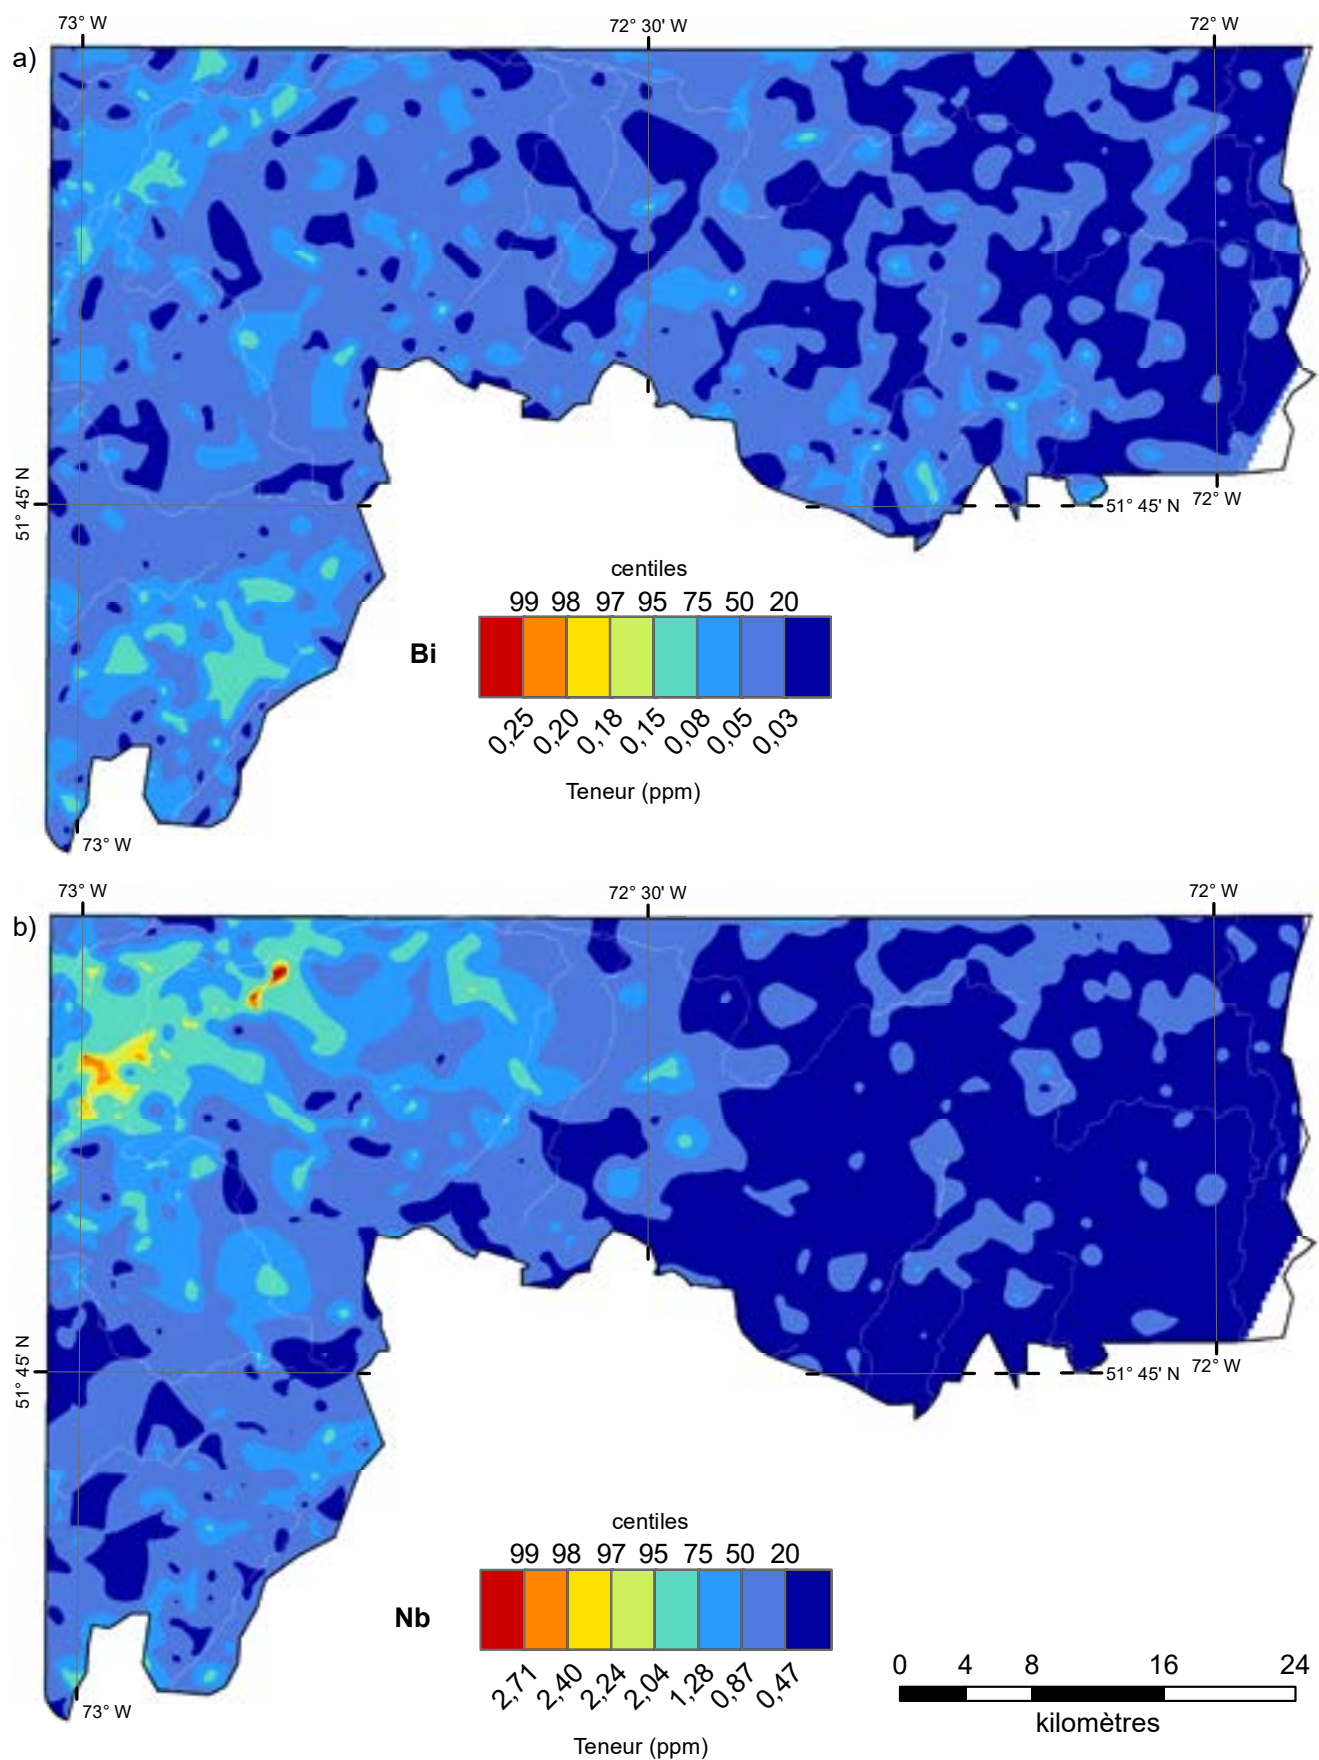 73° W 72° 30' W 72° W
a)
51° 45' N
51° 45' N 72° W
centiles
99 98 97 95 75 50 20
Bi
0,25 0,20 0,18 0,15 0,08 0,05 0,03
Teneur (ppm)
73° W
73° W 72° 30' W 72° W
b)
51° 45' N
51° 45' N 72° W
centiles
99 98 97 95 75 50 20
Nb
2,71 2,40 2,24 2,04 1,28 0,87 0,47
Teneur (ppm)
0 4 8 16 24
kilomètres
73° W